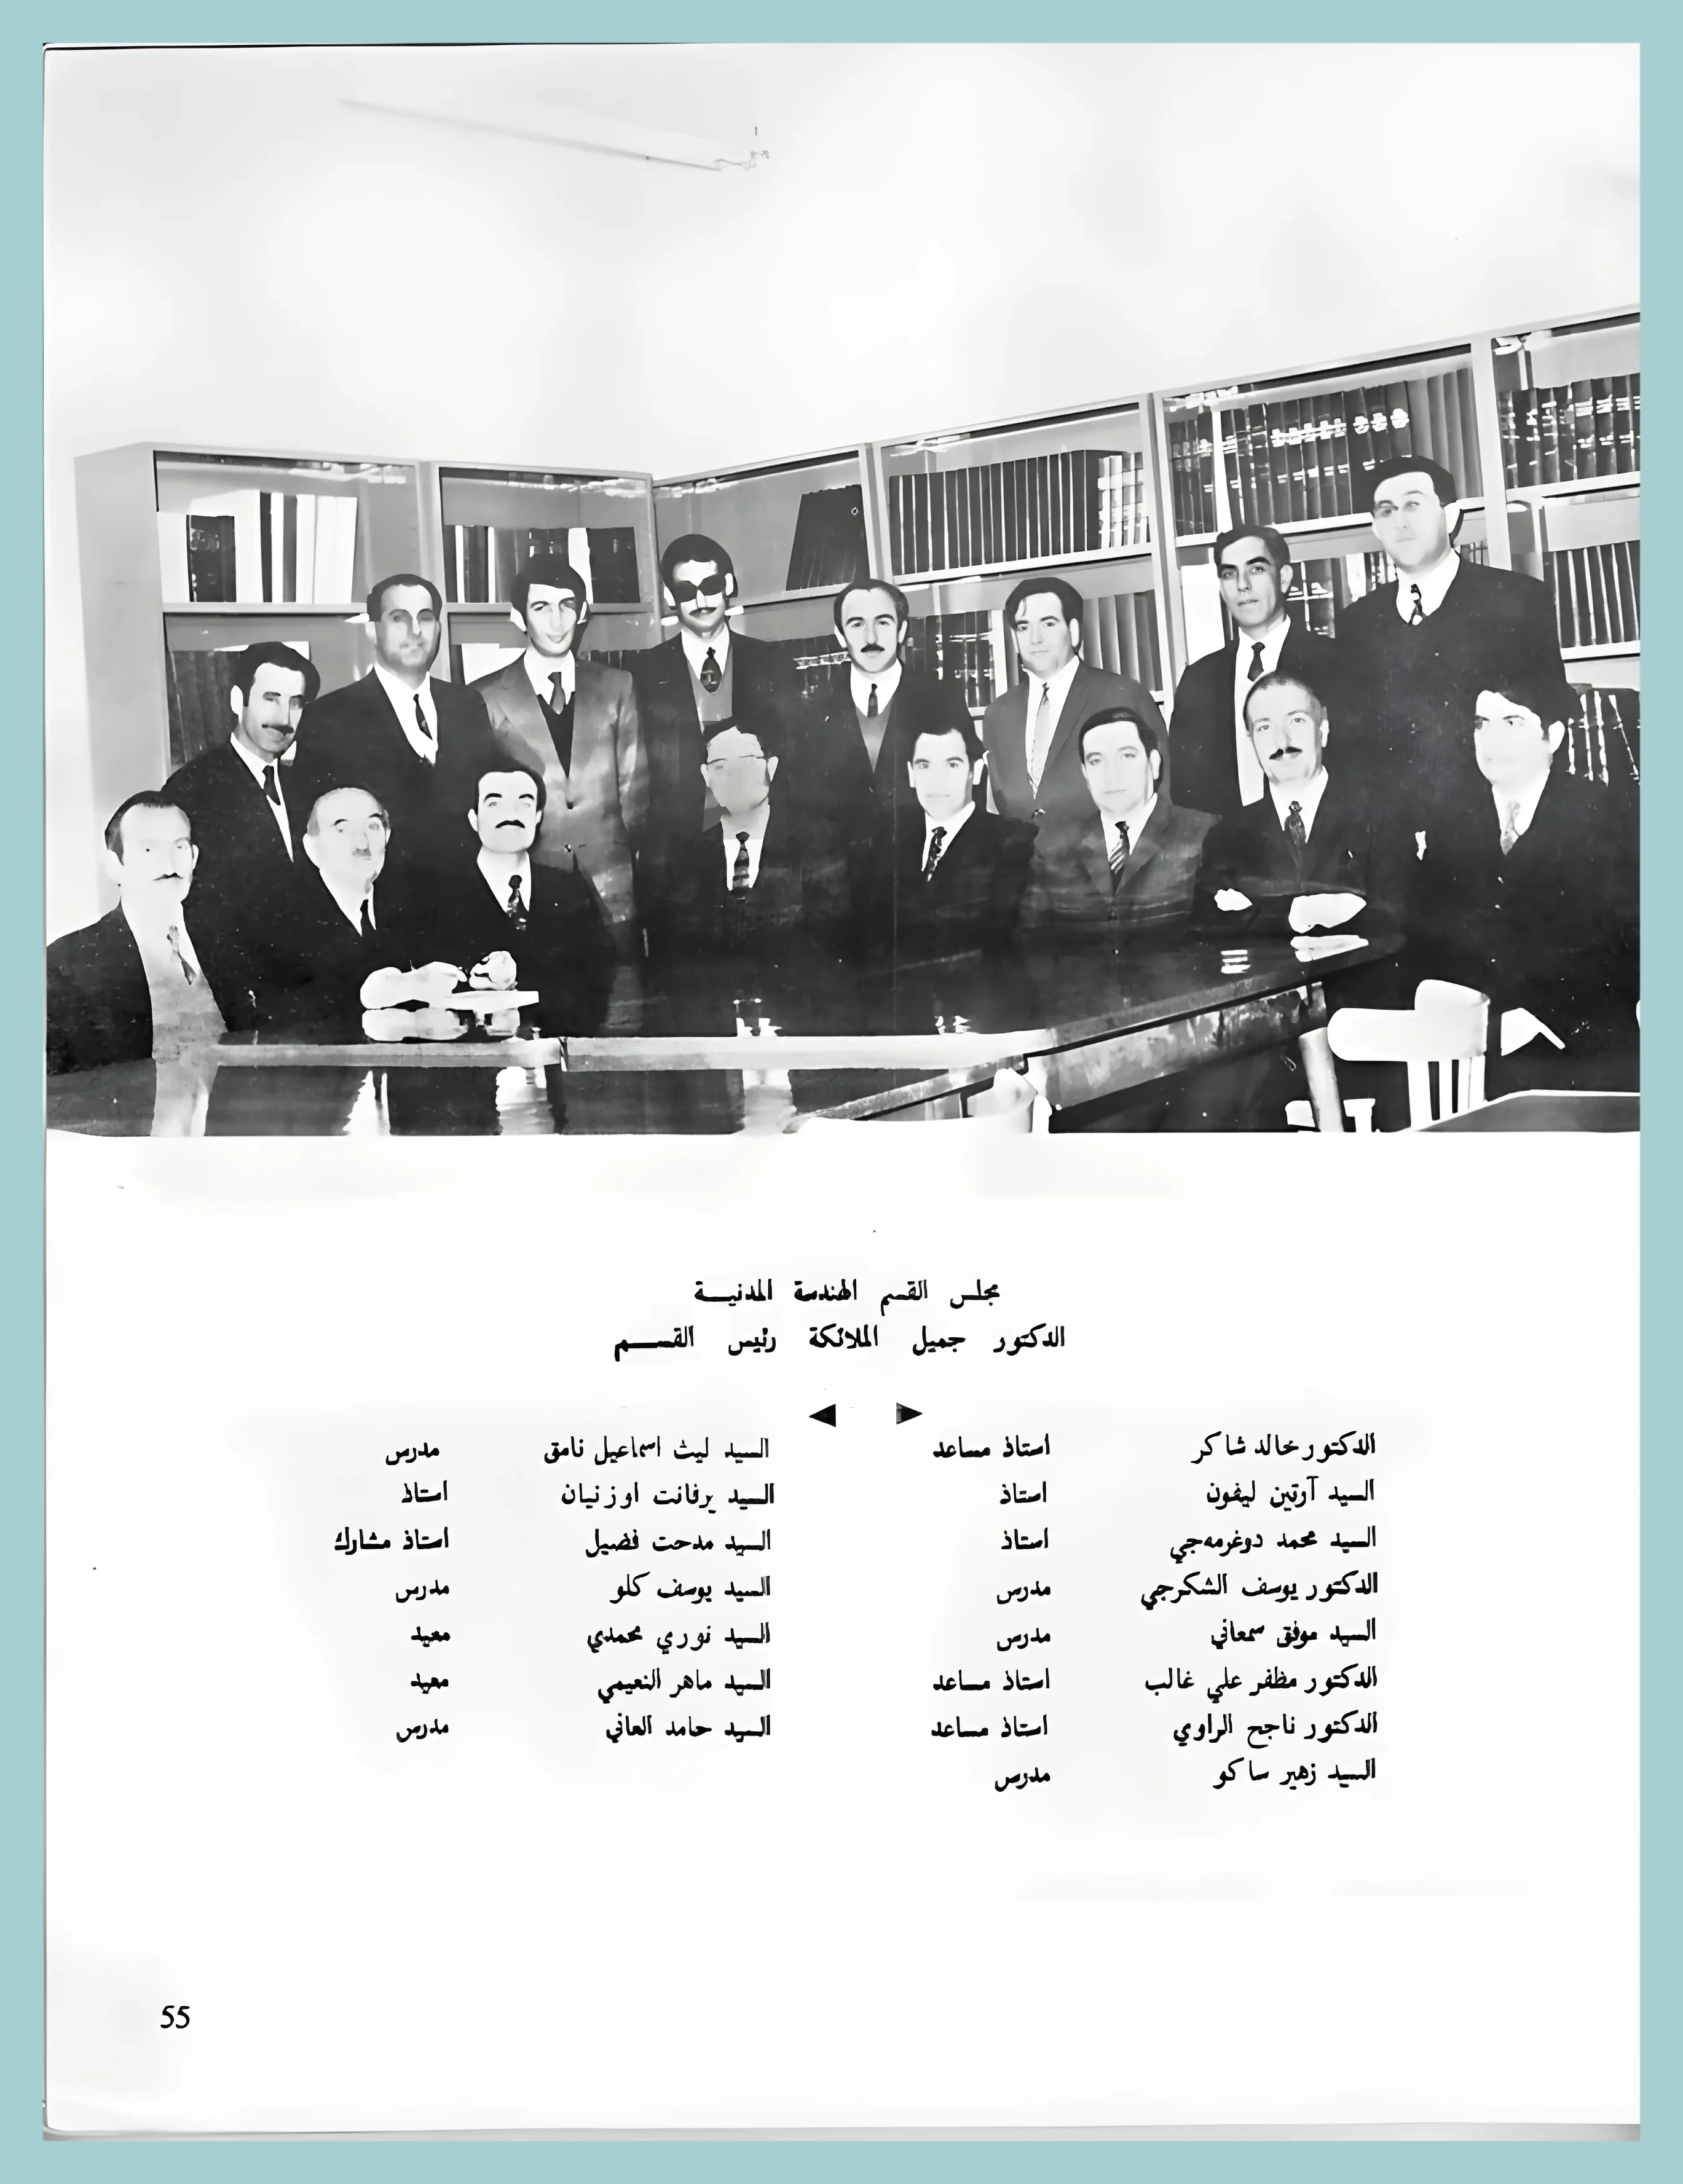 مجلس القسم الهندسة المدنيـــة
الدكتور جميل الملائكة رئيس القســـم
الدكتور خالد شاكر استاذ مساعد
السيد آرتين ليفون استاذ
السيد محمد دوغرمه‌جي استاذ
الدكتور يوسف الشكرجي مدرس
السيد موفق سمعاني مدرس
الدكتور مظفر علي غالب استاذ مساعد
الدكتور ناجح الراوي استاذ مساعد
السيد زهير ساكو مدرس
السيد ليث اسماعيل نامق مدرس
السيد يرفانت اوزنيان استاذ
السيد مدحت فضيل استاذ مشارك
السيد يوسف كلو مدرس
السيد نوري محمدي معيد
السيد ماهر النعيمي معيد
السيد حامد العاني مدرس
55